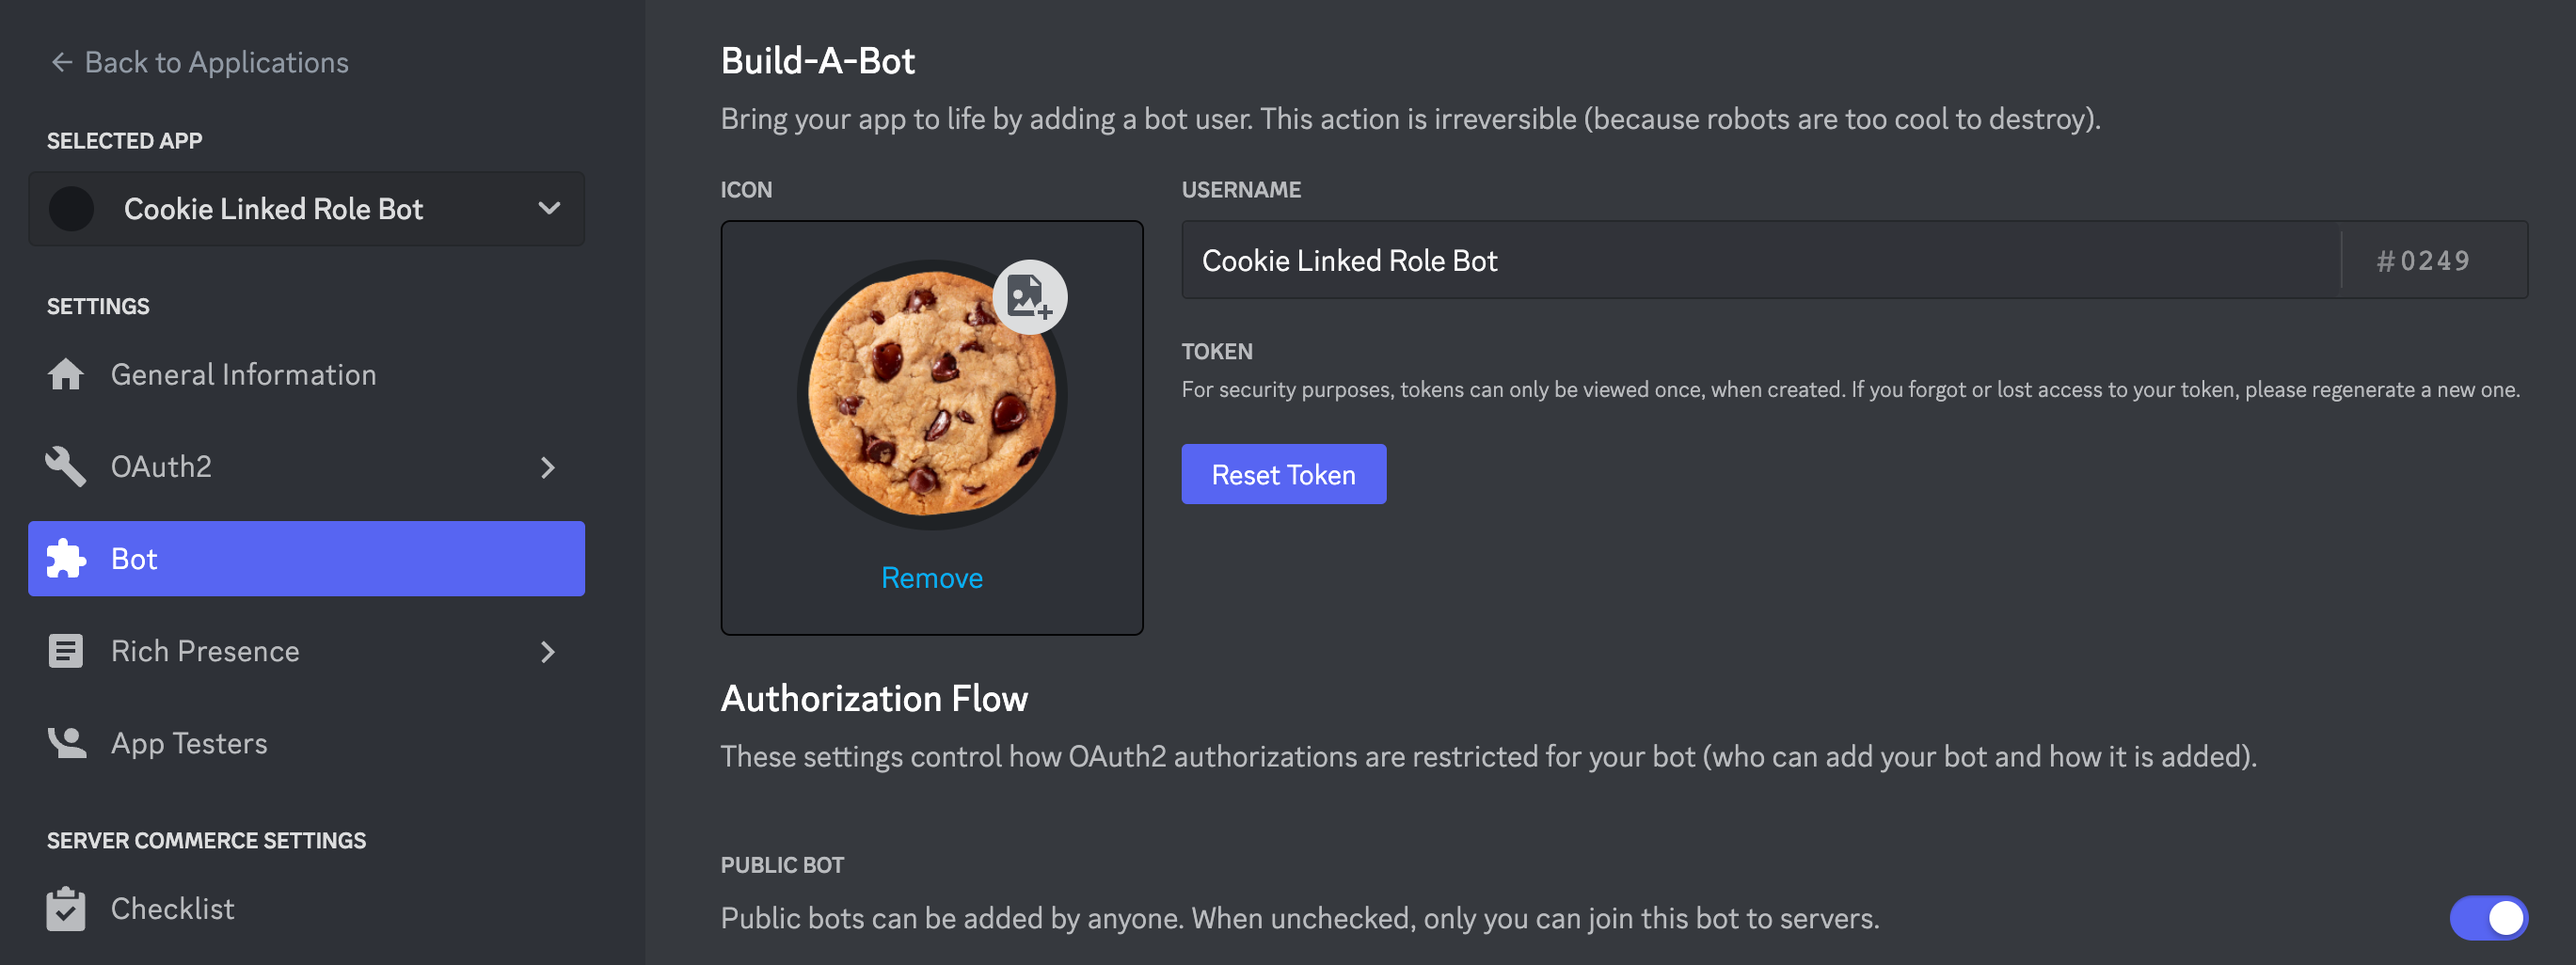 ← Back to Applications
SELECTED APP
Cookie Linked Role Bot
SETTINGS
General Information
OAuth2
Bot
Rich Presence
App Testers
SERVER COMMERCE SETTINGS
Checklist
Build-A-Bot
Bring your app to life by adding a bot user. This action is irreversible (because robots are too cool to destroy).
ICON
Remove
USERNAME
Cookie Linked Role Bot #0249
TOKEN
For security purposes, tokens can only be viewed once, when created. If you forgot or lost access to your token, please regenerate a new one.
Reset Token
Authorization Flow
These settings control how OAuth2 authorizations are restricted for your bot (who can add your bot and how it is added).
PUBLIC BOT
Public bots can be added by anyone. When unchecked, only you can join this bot to servers.